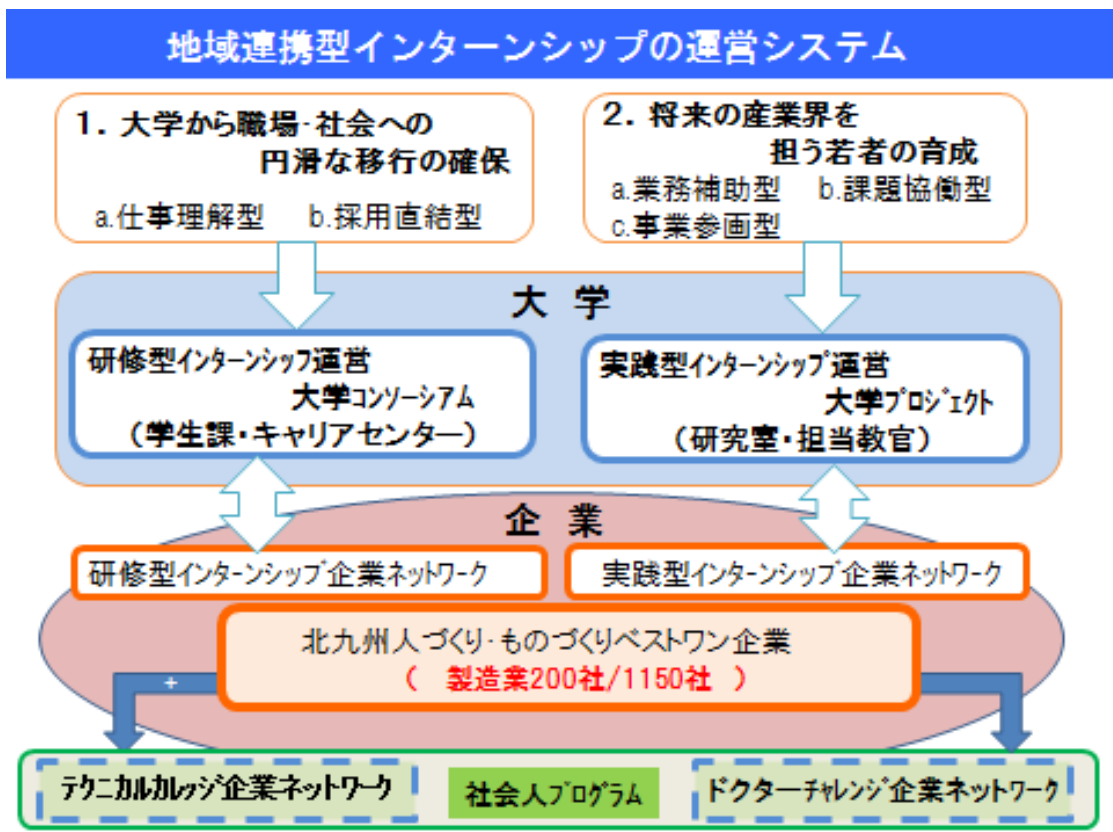 地域連携型インターンシップの運営システム
1. 大学から職場・社会への
円滑な移行の確保
a.仕事理解型 b.採用直結型
2. 将来の産業界を
担う若者の育成
a.業務補助型 b.課題協働型
c.事業参画型
大 学
研修型インターンシッフ運営
大学コンソーシアム
(学生課・キャリアセンター)
実践型インターンシップ運営
大学プロジェクト
(研究室・担当教官)
企 業
研修型インターンシップ企業ネットワーク
実践型インターンシップ企業ネットワーク
北九州人づくり・ものづくりベストワン企業
( 製造業200社/1150社 )
+
テクニカルカレッジ企業ネットワーク
社会人プログラム
ドクターチャレンジ企業ネットワーク